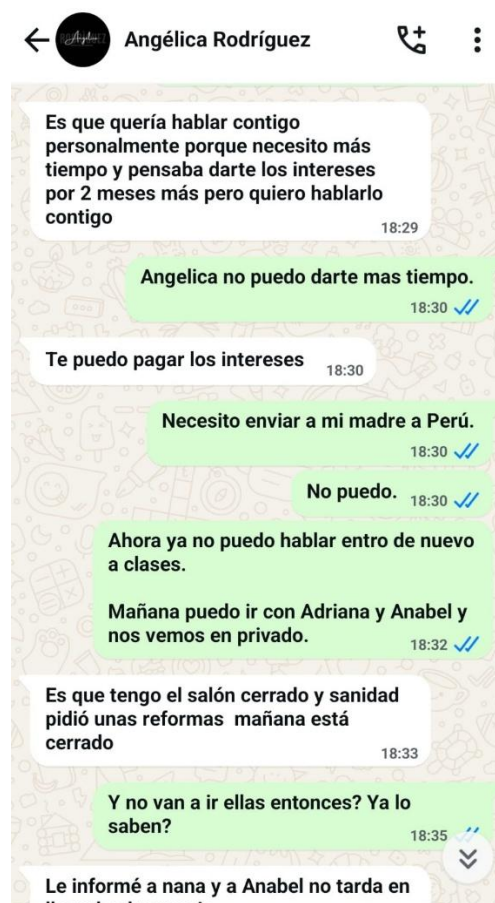 Angélica Rodríguez
Es que quería hablar contigo
personalmente porque necesito más
tiempo y pensaba darte los intereses
por 2 meses más pero quiero hablarlo
contigo
18:29
Angelica no puedo darte mas tiempo.
18:30
Te puedo pagar los intereses
18:30
Necesito enviar a mi madre a Perú.
18:30
No puedo.
18:30
Ahora ya no puedo hablar entro de nuevo
a clases.
Mañana puedo ir con Adriana y Anabel y
nos vemos en privado.
18:32
Es que tengo el salón cerrado y sanidad
pidió unas reformas mañana está
cerrado
18:33
Y no van a ir ellas entonces? Ya lo
saben?
18:35
Le informé a nana y a Anabel no tarda en